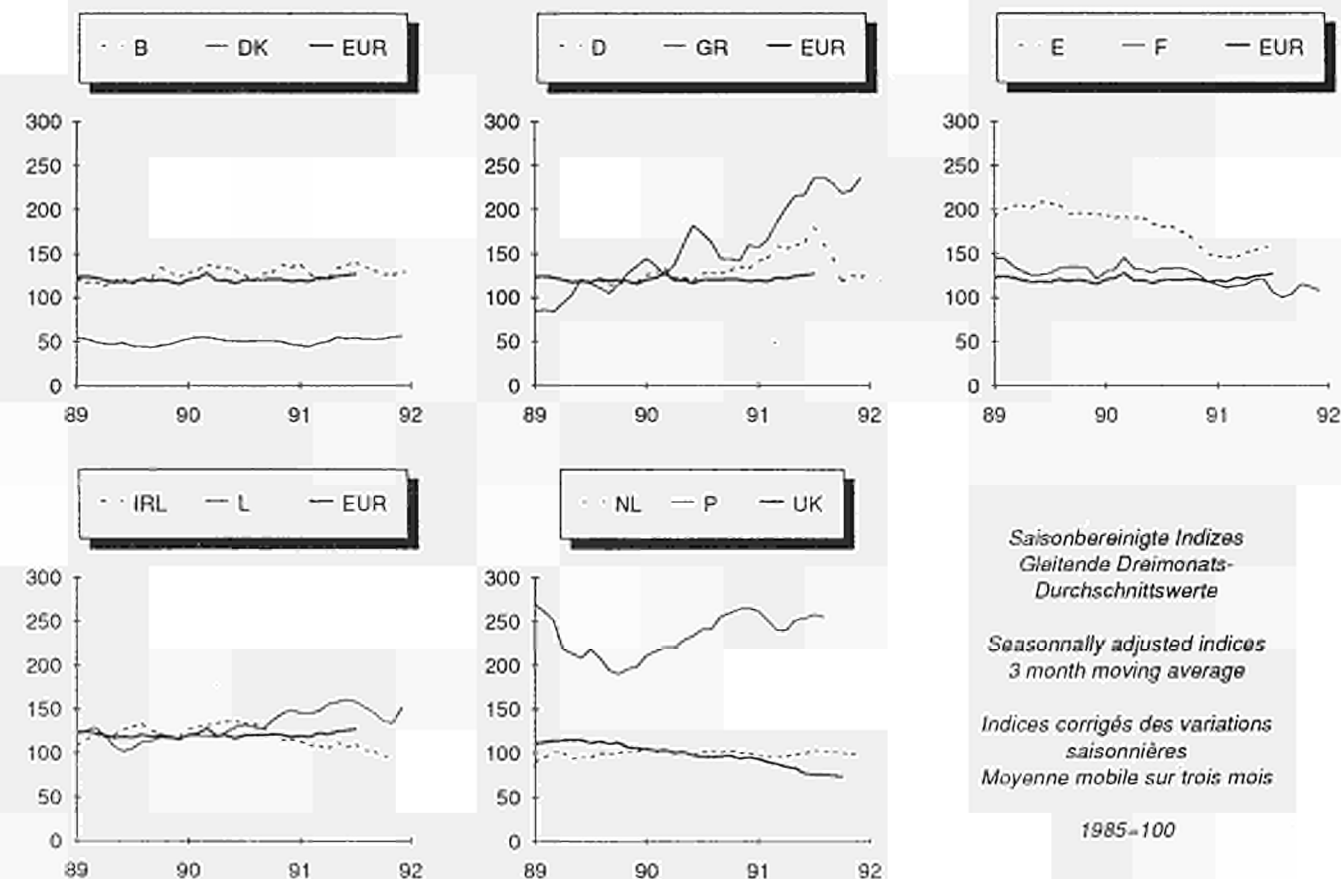 B DK EUR
300
250
200
150
100
50
0
89 90 91 92
D GR EUR
300
250
200
150
100
50
0
89 90 91 92
E F EUR
300
250
200
150
100
50
0
89 90 91 92
IRL L EUR
300
250
200
150
100
50
0
89 90 91 92
NL P UK
300
250
200
150
100
50
0
89 90 91 92
Saisonbereinigte Indizes
Gleitende Dreimonats-
Durchschnittswerte
Seasonnally adjusted indices
3 month moving average
Indices corrigés des variations
saisonnières
Moyenne mobile sur trois mois
1985=100